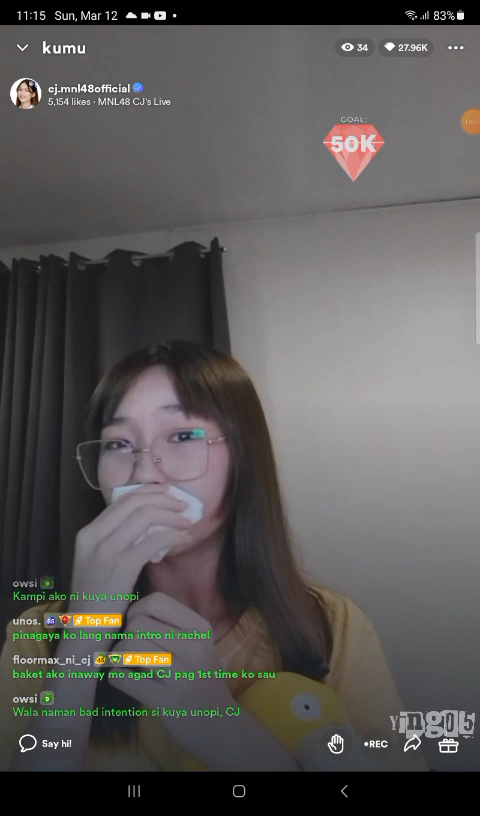 11:15 Sun, Mar 12 83%
kumu 34 27.96K
cj.mnl48official
5,154 likes · MNL48 CJ's Live
GOAL:
50K
owsi 9
Kampi ako ni kuya unopi
unos. Top Fan
pinagaya ko lang namn intro ni rachel
floormax_ni_cj Top Fan
baket ako inaway mo agad CJ pag 1st time ko sau
owsi 9
Wala naman bad intention si kuya unopi, CJ
Yingo5
Say hi! •REC